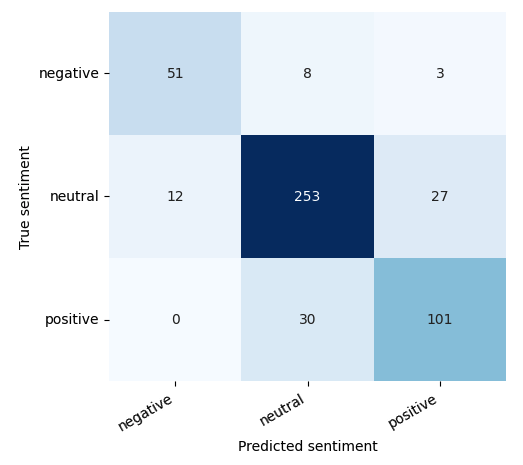 negative 51 8 3
neutral 12 253 27
positive 0 30 101
True sentiment
negative neutral positive
Predicted sentiment